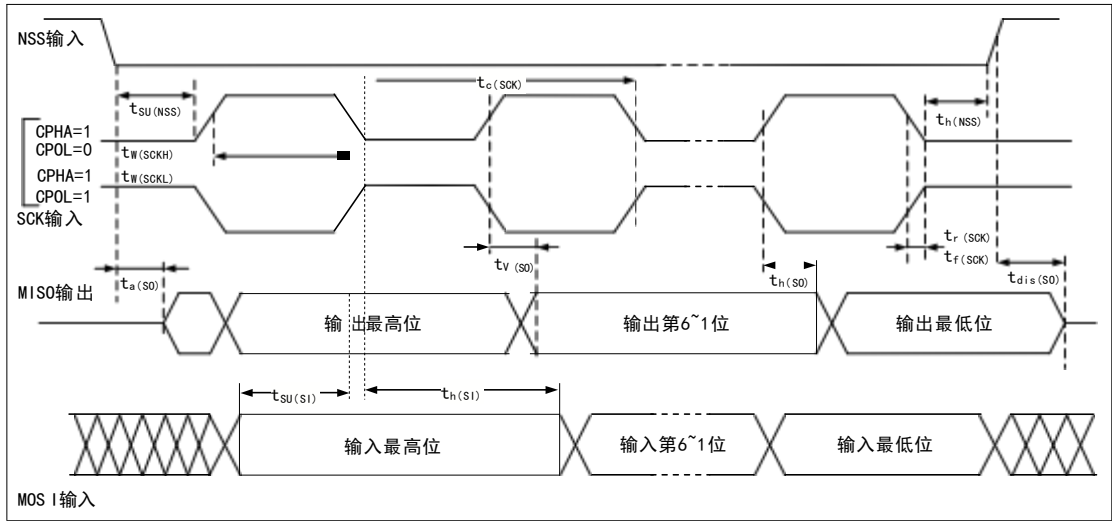 NSS输入
tc(SCK)
tSU(NSS)
th(NSS)
CPHA=1
CPOL=0
tW(SCKH)
CPHA=1
tW(SCKL)
CPOL=1
SCK输入
tV(SO)
tr(SCK)
tf(SCK)
ta(SO)
th(SO)
tdis(SO)
MISO输出
输出最高位
输出第6~1位
输出最低位
tSU(SI)
th(SI)
输入最高位
输入第6~1位
输入最低位
MOSI输入